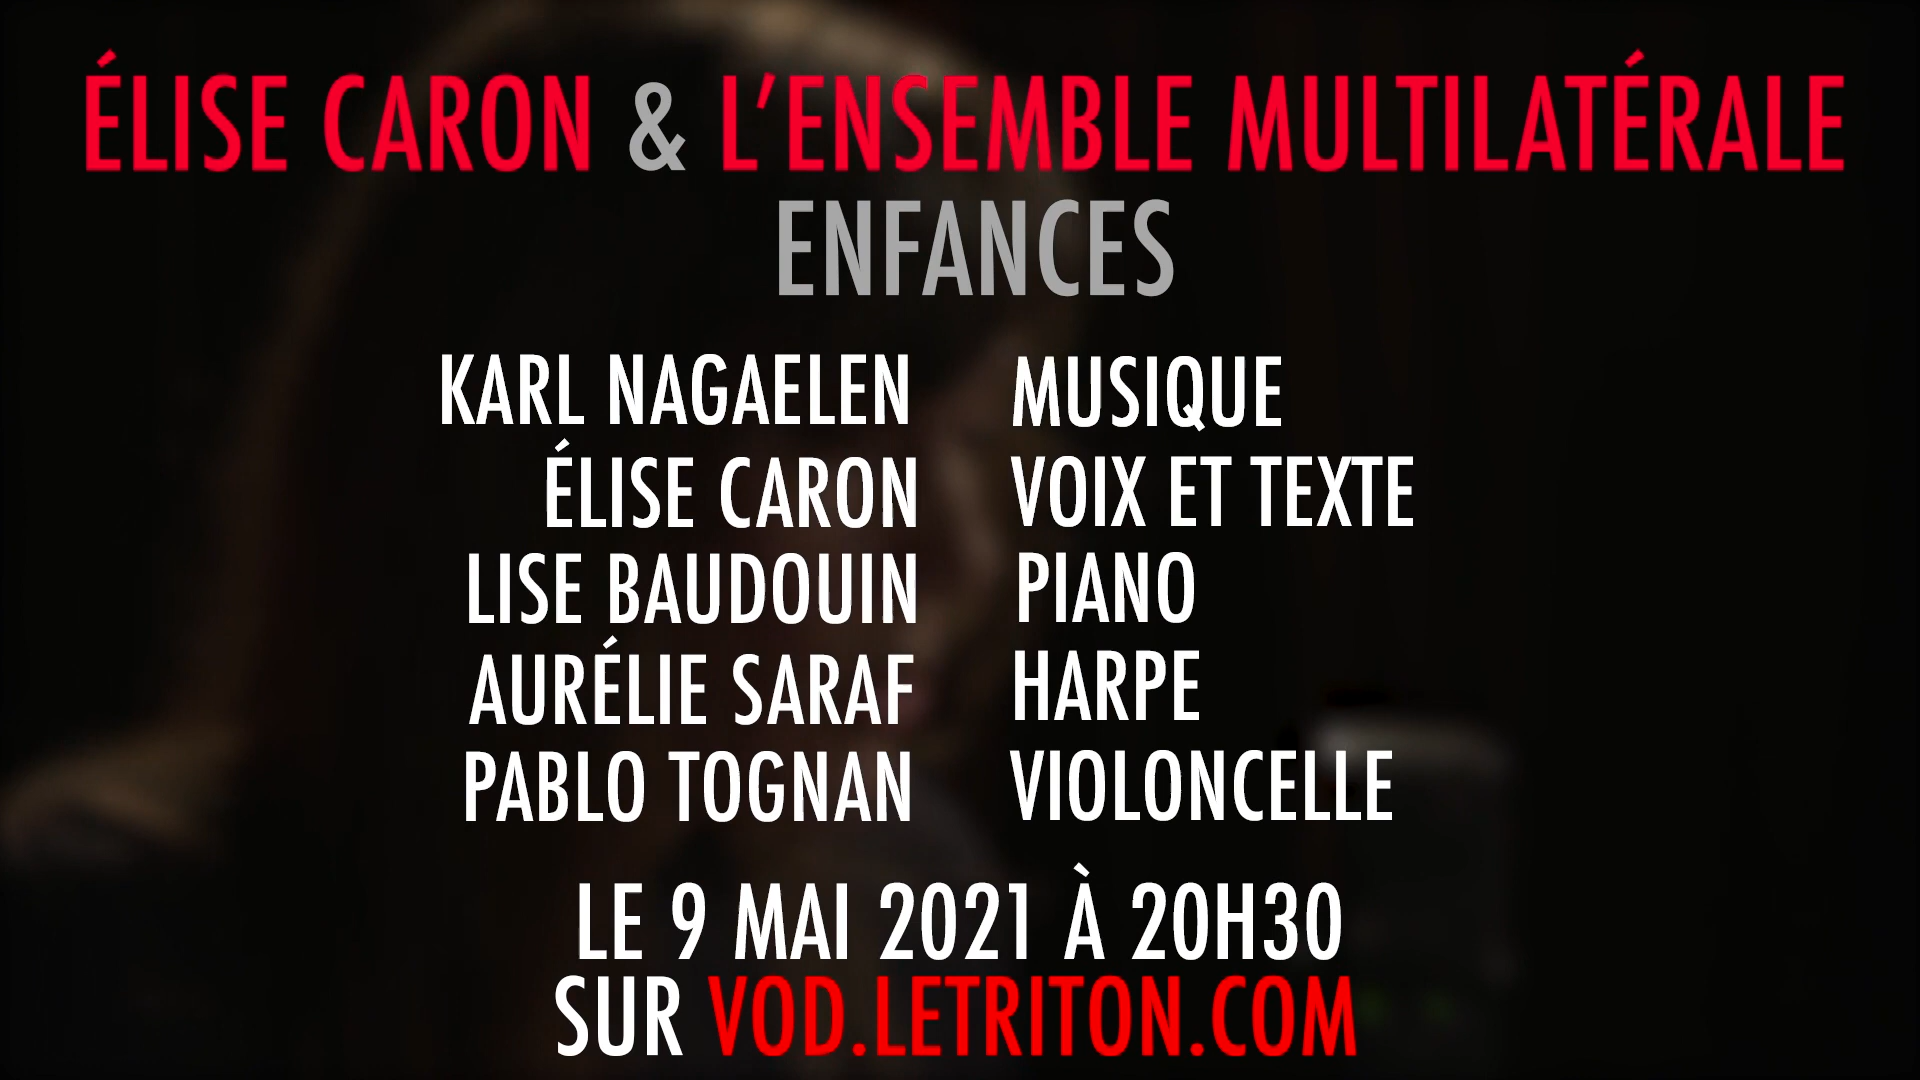 ÉLISE CARON & L'ENSEMBLE MULTILATÉRALE
ENFANCES
KARL NAGAELEN MUSIQUE
ÉLISE CARON VOIX ET TEXTE
LISE BAUDOUIN PIANO
AURÉLIE SARAF HARPE
PABLO TOGNAN VIOLONCELLE
LE 9 MAI 2021 À 20H30
SUR VOD.LETRITON.COM